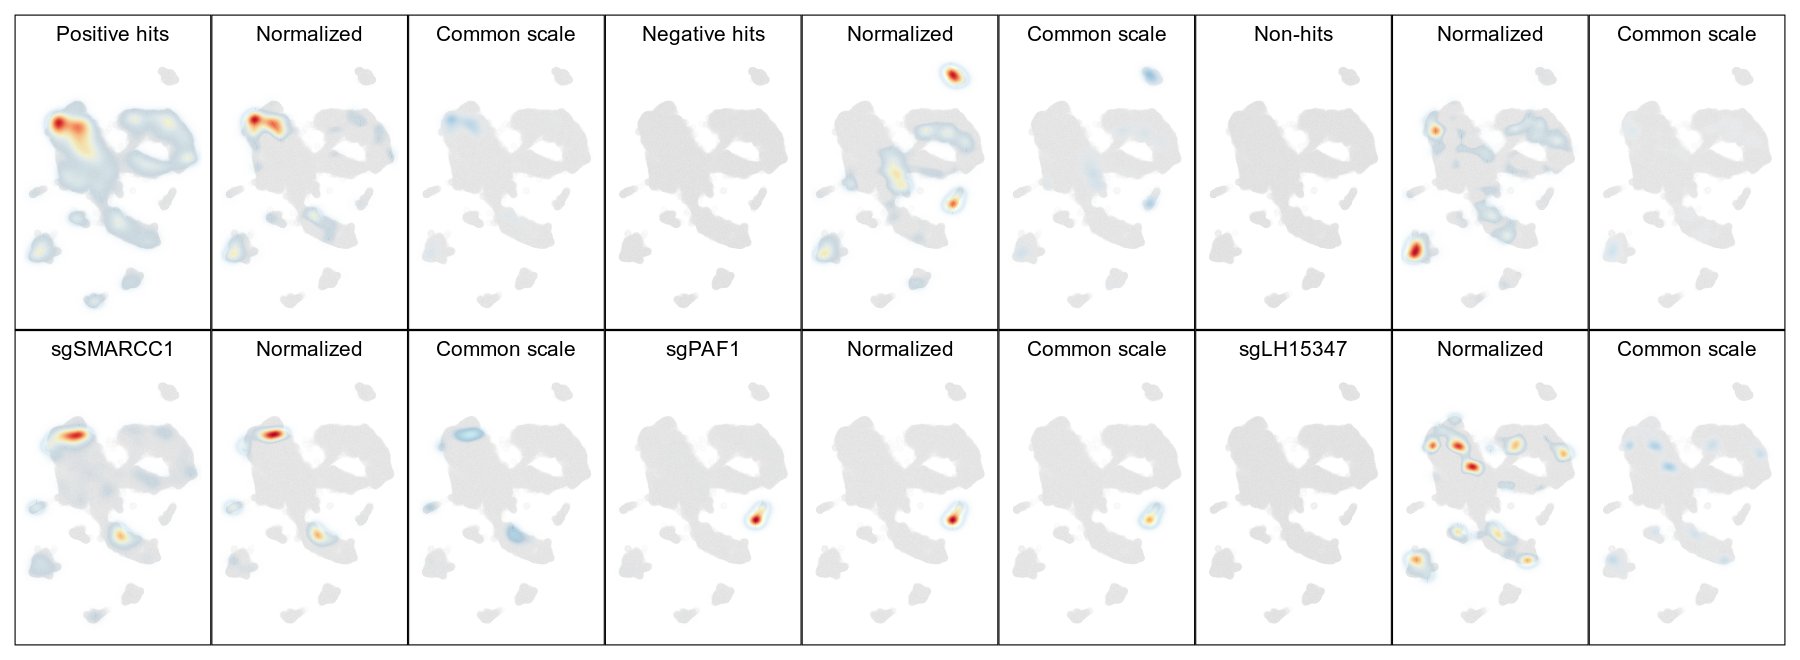 Positive hits Normalized Common scale Negative hits Normalized Common scale Non-hits Normalized Common scale
sgSMARCC1 Normalized Common scale sgPAF1 Normalized Common scale sgLH15347 Normalized Common scale